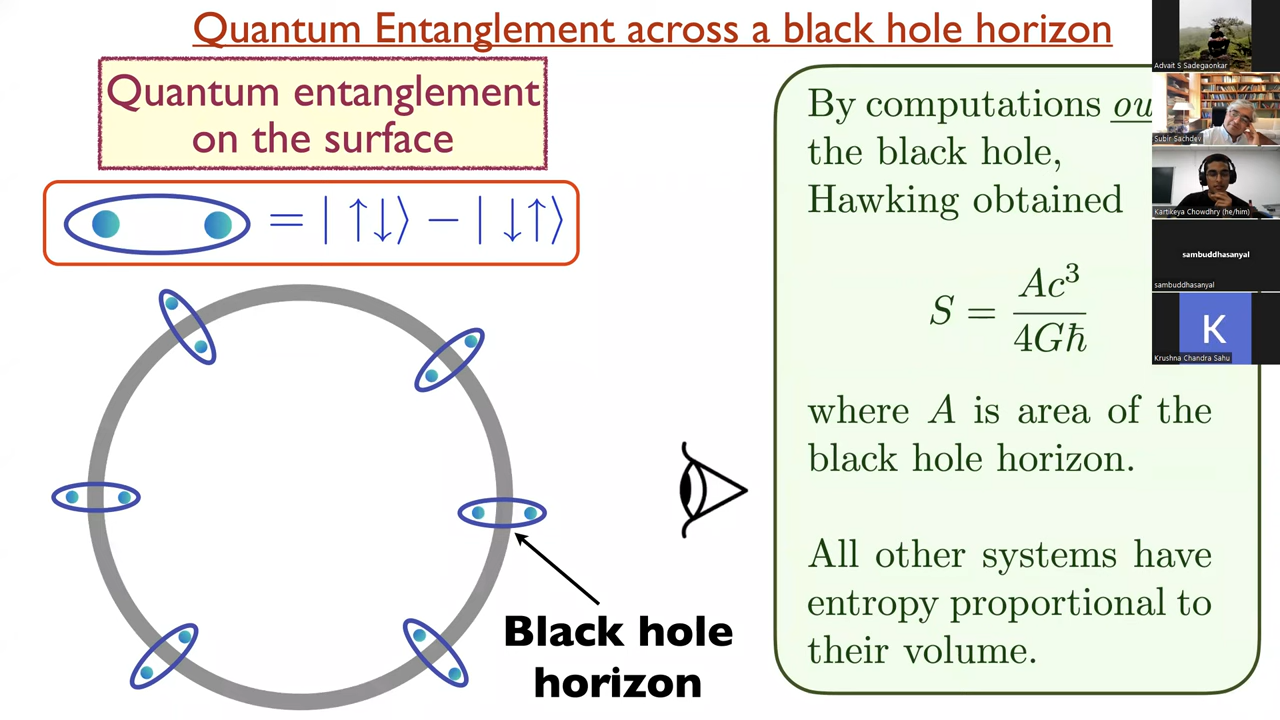 Quantum Entanglement across a black hole horizon
Quantum entanglement
on the surface
= | ↑↓⟩ − | ↓↑⟩
Black hole
horizon
By computations
the black hole,
Hawking obtained
S = Ac³ / 4Għ
where A is area of the
black hole horizon.
All other systems have
entropy proportional to
their volume.
Advait S Sadegaonkar
Subir Sachdev
Kartikeya Chowdhry (he/him)
sambuddhasanyal
sambuddhasanyal
K
Krushna Chandra Sahu